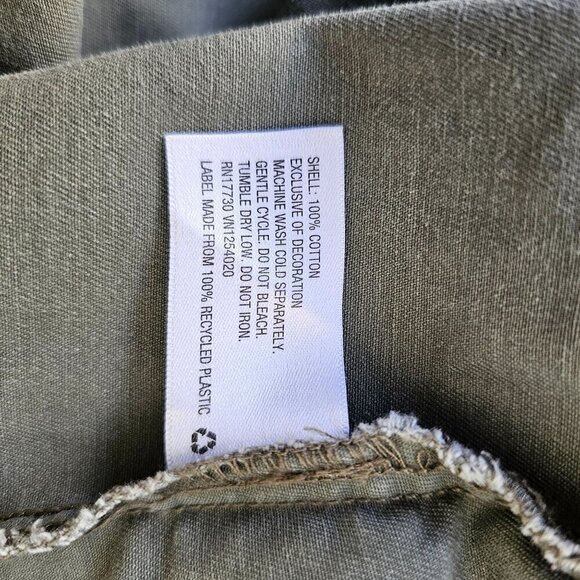 SHELL: 100% COTTON
EXCLUSIVE OF DECORATION
MACHINE WASH COLD SEPARATELY.
GENTLE CYCLE. DO NOT BLEACH.
TUMBLE DRY LOW. DO NOT IRON.
RN17730 VN1254020
LABEL MADE FROM 100% RECYCLED PLASTIC